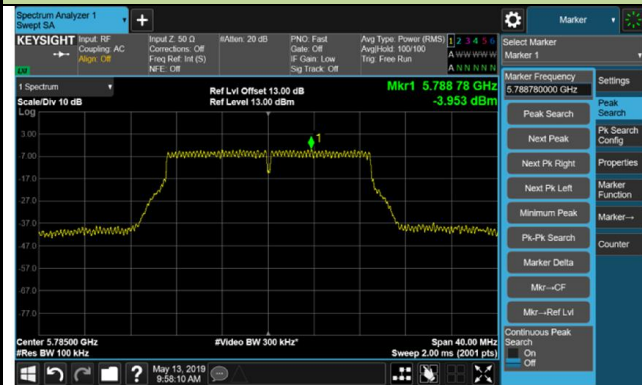 Spectrum Analyzer 1
Swept SA
Marker
KEYSIGHT
Input: RF
Coupling: AC
Align: Off
Input Z: 50 Ω
Corrections: Off
Freq Ref: Int (S)
NFE: Off
#Atten: 20 dB
PNO: Fast
Gate: Off
IF Gain: Low
Sig Track: Off
Avg Type: Power (RMS)
Avg|Hold: 100/100
Trig: Free Run
1 2 3 4 5 6
A W W W W W
A N N N N N
Select Marker
Marker 1
LM
1 Spectrum
Scale/Div 10 dB
Log
Ref Lvl Offset 13.00 dB
Ref Level 13.00 dBm
Mkr1 5.788 78 GHz
-3.953 dBm
1
3.00
-7.00
-17.0
-27.0
-37.0
-47.0
-57.0
-67.0
-77.0
Center 5.78500 GHz
#Res BW 100 kHz
#Video BW 300 kHz*
Span 40.00 MHz
Sweep 2.00 ms (2001 pts)
Marker Frequency
5.788780000 GHz
Peak Search
Next Peak
Next Pk Right
Next Pk Left
Minimum Peak
Pk-Pk Search
Marker Delta
Mkr→CF
Mkr→Ref Lvl
Continuous Peak
Search
On
Off
Settings
Peak
Search
Pk Search
Config
Properties
Marker
Function
Marker→
Counter
?
May 13, 2019
9:58:10 AM